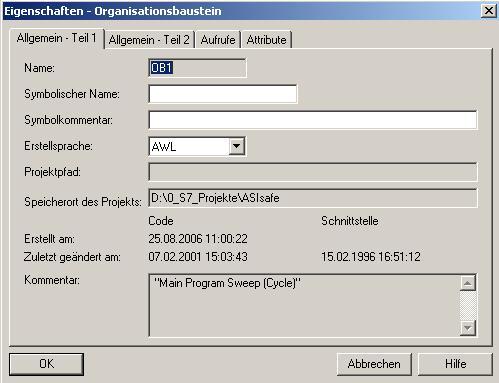 Eigenschaften - Organisationsbaustein
Allgemein - Teil 1 Allgemein - Teil 2 Aufrufe Attribute
Name: OB1
Symbolischer Name:
Symbolkommentar:
Erstellsprache: AWL
Projektpfad:
Speicherort des Projekts: D:\0_S7_Projekte\ASIsafe
Code Schnittstelle
Erstellt am: 25.08.2006 11:00:22
Zuletzt geändert am: 07.02.2001 15:03:43 15.02.1996 16:51:12
Kommentar: "Main Program Sweep (Cycle)"
OK Abbrechen Hilfe